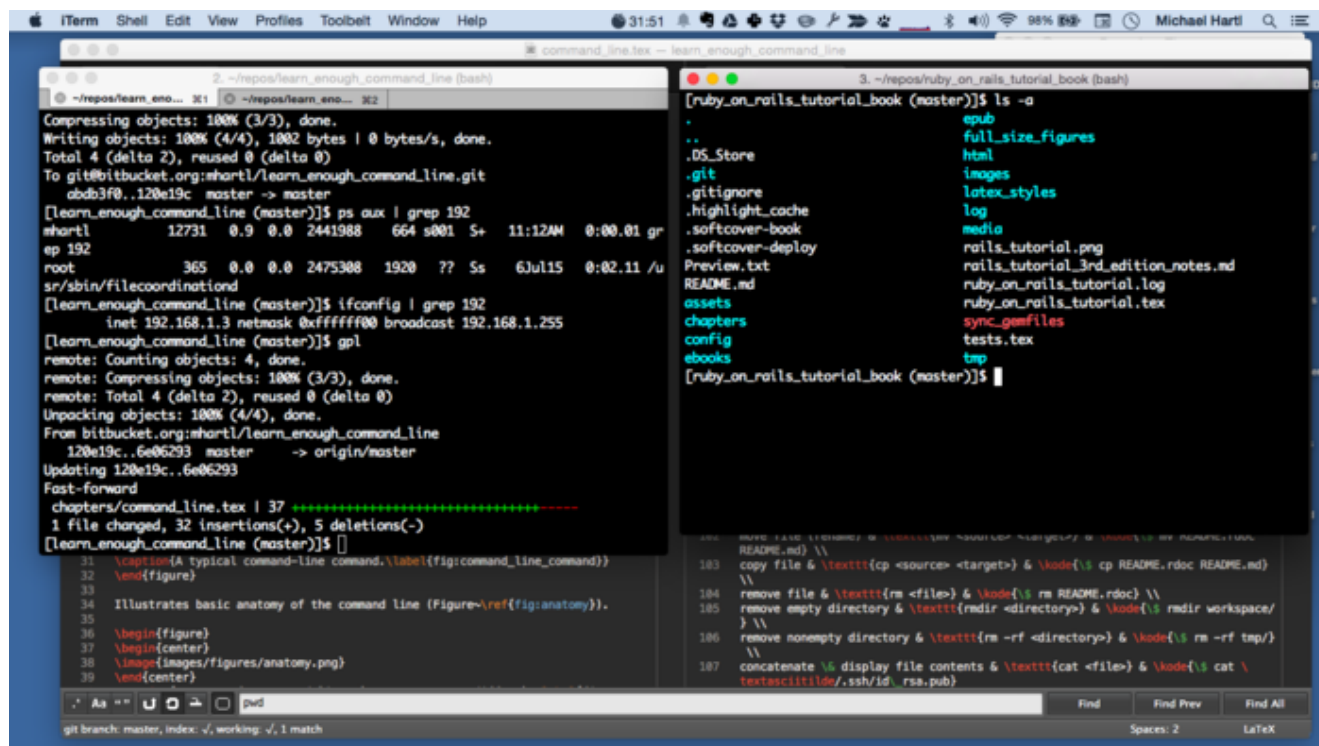 iTerm Shell Edit View Profiles Toolbelt Window Help 31:51 98% Michael Hartl
command_line.tex — learn_enough_command_line
2. ~/repos/learn_enough_command_line (bash)
~/repos/learn_eno... ⌘1 ~/repos/learn_eno... ⌘2
Compressing objects: 100% (3/3), done.
Writing objects: 100% (4/4), 1002 bytes | 0 bytes/s, done.
Total 4 (delta 2), reused 0 (delta 0)
To git@bitbucket.org:mhartl/learn_enough_command_line.git
abdb3f0..120e19c master -> master
[learn_enough_command_line (master)]$ ps aux | grep 192
mhartl 12731 0.9 0.0 2441988 664 s001 S+ 11:12AM 0:00.01 gr
ep 192
root 365 0.0 0.0 2475308 1920 ?? Ss 6Jul15 0:02.11 /u
sr/sbin/filecoordinationd
[learn_enough_command_line (master)]$ ifconfig | grep 192
inet 192.168.1.3 netmask 0xffffff00 broadcast 192.168.1.255
[learn_enough_command_line (master)]$ gpl
remote: Counting objects: 4, done.
remote: Compressing objects: 100% (3/3), done.
remote: Total 4 (delta 2), reused 0 (delta 0)
Unpacking objects: 100% (4/4), done.
From bitbucket.org:mhartl/learn_enough_command_line
120e19c..6e06293 master -> origin/master
Updating 120e19c..6e06293
Fast-forward
chapters/command_line.tex | 37 ++++++++++++++++++++++++++++++++-----
1 file changed, 32 insertions(+), 5 deletions(-)
[learn_enough_command_line (master)]$
3. ~/repos/ruby_on_rails_tutorial_book (bash)
[ruby_on_rails_tutorial_book (master)]$ ls -a
. epub
.. full_size_figures
.DS_Store html
.git images
.gitignore latex_styles
.highlight_cache log
.softcover-book media
.softcover-deploy rails_tutorial.png
Preview.txt rails_tutorial_3rd_edition_notes.md
README.md ruby_on_rails_tutorial.log
assets ruby_on_rails_tutorial.tex
chapters sync_gemfiles
config tests.tex
ebooks tmp
[ruby_on_rails_tutorial_book (master)]$
31 \caption{A typical command-line command.\label{fig:command_line_command}}
32 \end{figure}
33
34 Illustrates basic anatomy of the command line (Figure~\ref{fig:anatomy}).
35
36 \begin{figure}
37 \begin{center}
38 \image{images/figures/anatomy.png}
39 \end{center}
102 move file (rename) & \texttt{mv <source> <target>} & \kode{\$ mv README.rdoc
README.md} \\
103 copy file & \texttt{cp <source> <target>} & \kode{\$ cp README.rdoc README.md}
\\
104 remove file & \texttt{rm <file>} & \kode{\$ rm README.rdoc} \\
105 remove empty directory & \texttt{rmdir <directory>} & \kode{\$ rmdir workspace/
} \\
106 remove nonempty directory & \texttt{rm -rf <directory>} & \kode{\$ rm -rf tmp/}
\\
107 concatenate \& display file contents & \texttt{cat <file>} & \kode{\$ cat \
textasciitilde/.ssh/id\_rsa.pub}
.* Aa "" pwd Find Find Prev Find All
git branch: master, index: ✓, working: ✓, 1 match Spaces: 2 LaTeX